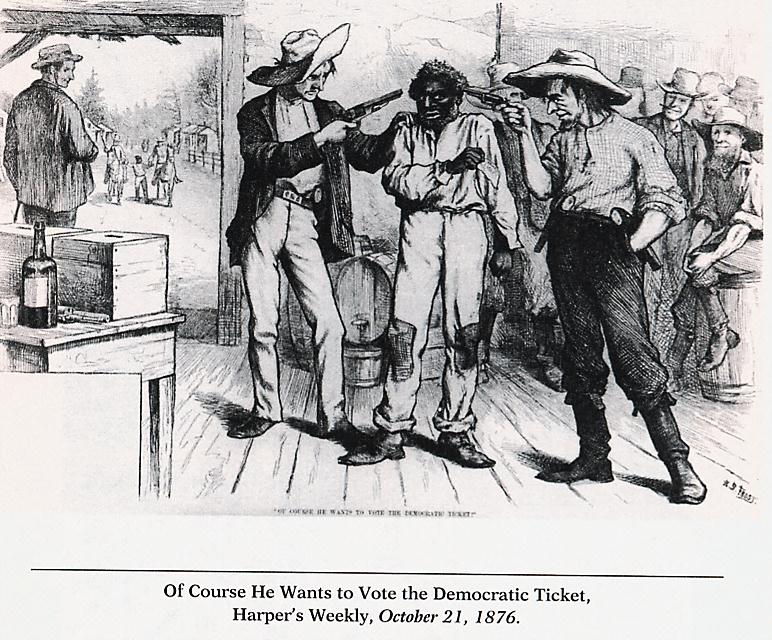 "OF COURSE HE WANTS TO VOTE THE DEMOCRATIC TICKET!"
Of Course He Wants to Vote the Democratic Ticket,
Harper's Weekly, October 21, 1876.